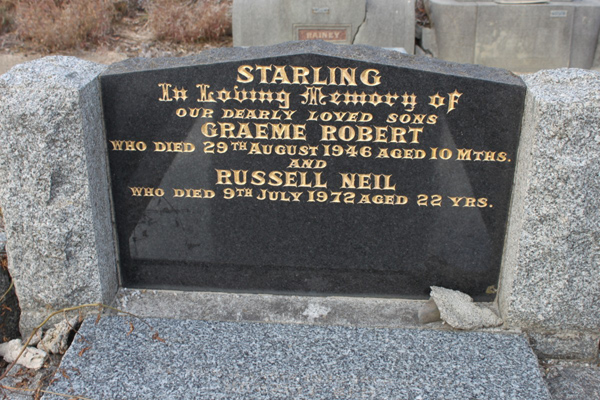 RAINEY
STARLING
In Loving Memory of
OUR DEARLY LOVED SONS
GRAEME ROBERT
WHO DIED 29TH AUGUST 1946 AGED 10 MTHS.
AND
RUSSELL NEIL
WHO DIED 9TH JULY 1972 AGED 22 YRS.